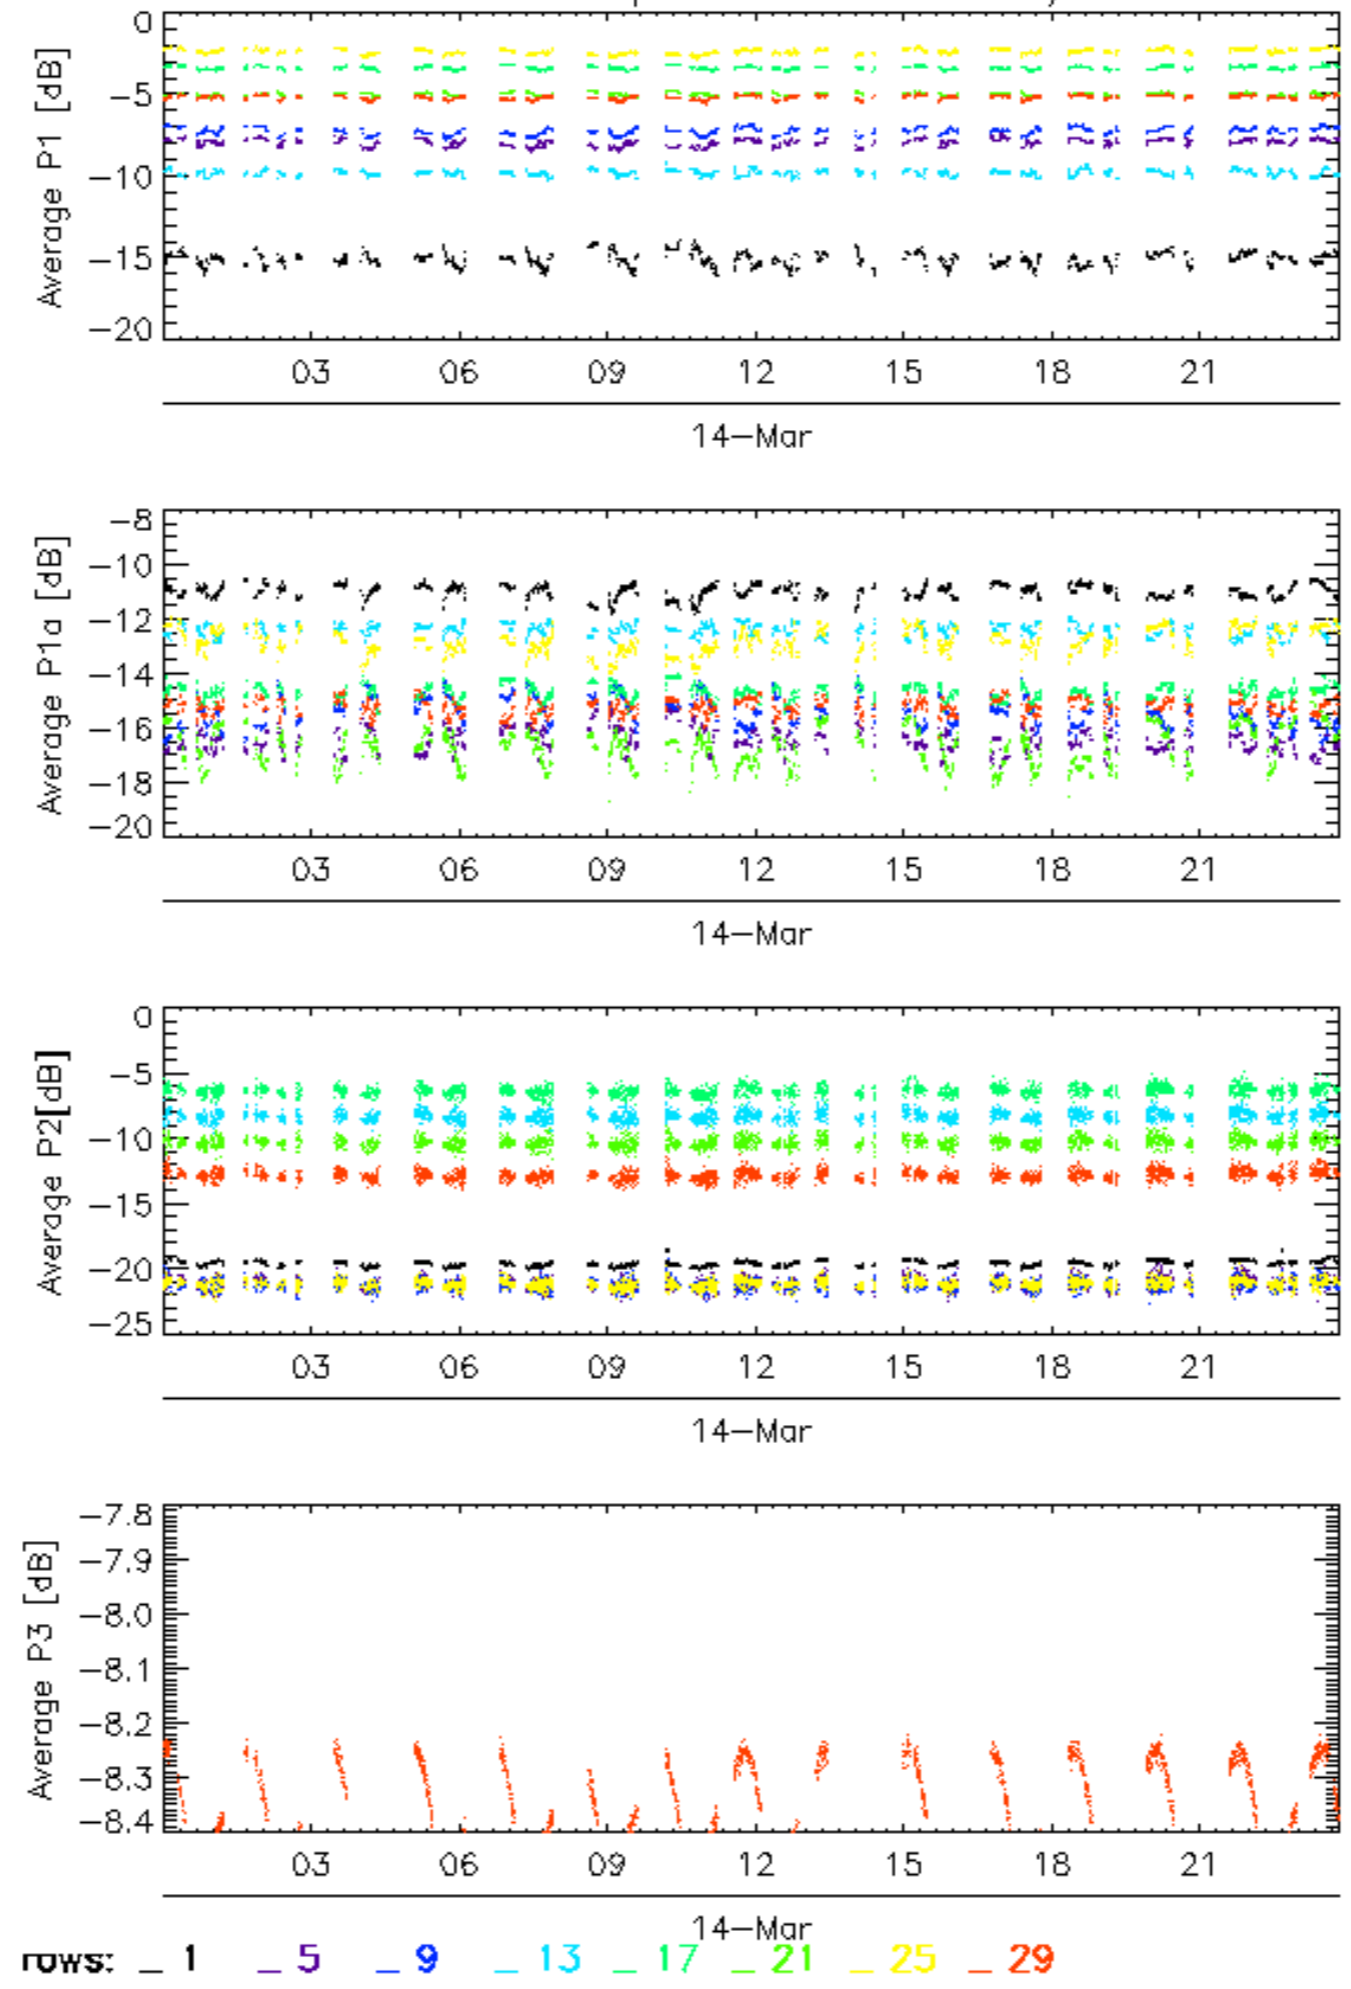 Average P1 [dB]
0
−5
−10
−15
−20
03 06 09 12 15 18 21
14−Mar
Average P1a [dB]
−8
−10
−12
−14
−16
−18
−20
03 06 09 12 15 18 21
14−Mar
Average P2[dB]
0
−5
−10
−15
−20
−25
03 06 09 12 15 18 21
14−Mar
Average P3 [dB]
−7.8
−7.9
−8.0
−8.1
−8.2
−8.3
−8.4
03 06 09 12 15 18 21
14−Mar
rows: _ 1 _ 5 _ 9 _ 13 _ 17 _ 21 _ 25 _ 29